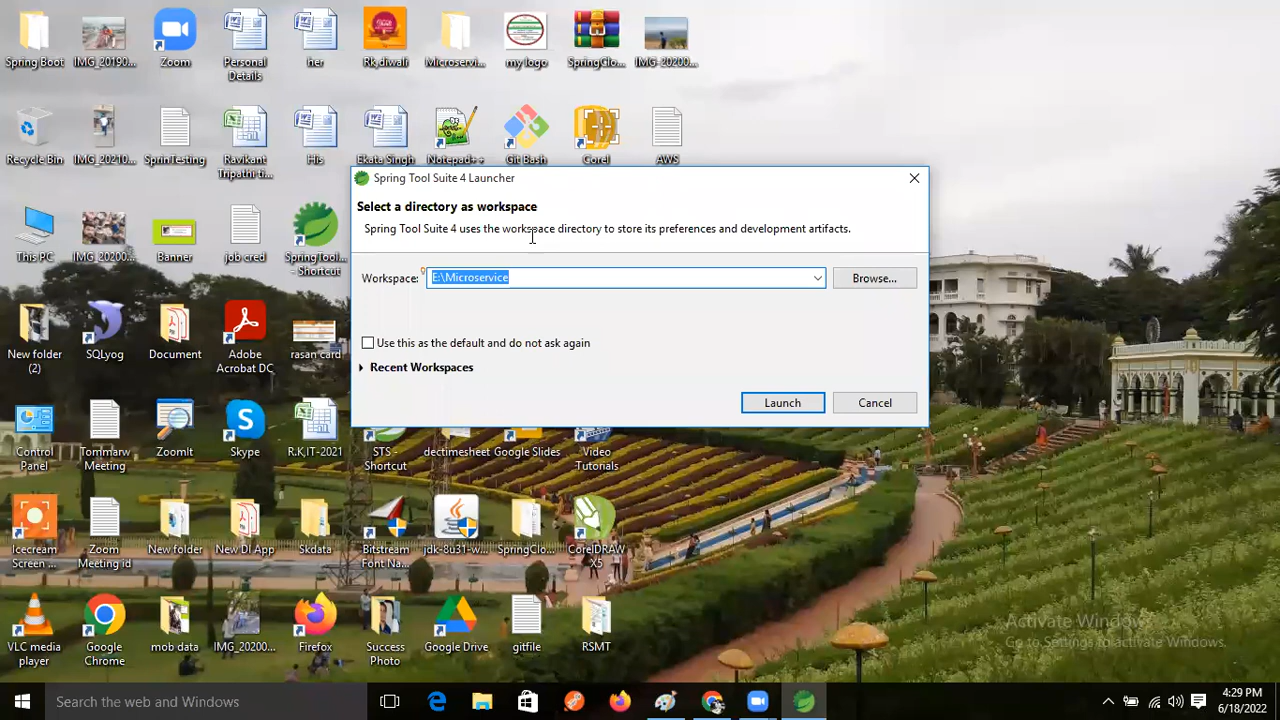 Spring Boot
IMG_20190...
Zoom
Personal
Details
her
Rk_diwali
Microservi...
my logo
SpringClo...
IMG-20200...
Recycle Bin
IMG_20210...
SprinTesting
Ravikant
Tripathi ti...
His
Ekata Singh
Notepad++
Git Bash
Corel
AWS
Spring Tool Suite 4 Launcher
Select a directory as workspace
Spring Tool Suite 4 uses the workspace directory to store its preferences and development artifacts.
Workspace:
E:\Microservice
Browse...
Use this as the default and do not ask again
Recent Workspaces
Launch
Cancel
This PC
IMG_20200...
Banner
job cred
SpringTool...
- Shortcut
New folder
(2)
SQLyog
Document
Adobe
Acrobat DC
rasan card
Control
Panel
Tommarw
Meeting
ZoomIt
Skype
R.K,IT-2021
STS -
Shortcut
dectimesheet
Google Slides
Video
Tutorials
Icecream
Screen ...
Zoom
Meeting id
New folder
New DI App
Skdata
Bitstream
Font Na...
jdk-8u31-w...
SpringClo...
CorelDRAW
X5
VLC media
player
Google
Chrome
mob data
IMG_20200...
Firefox
Success
Photo
Google Drive
gitfile
RSMT
Activate Windows
Go to Settings to activate Windows.
Search the web and Windows
4:29 PM
6/18/2022